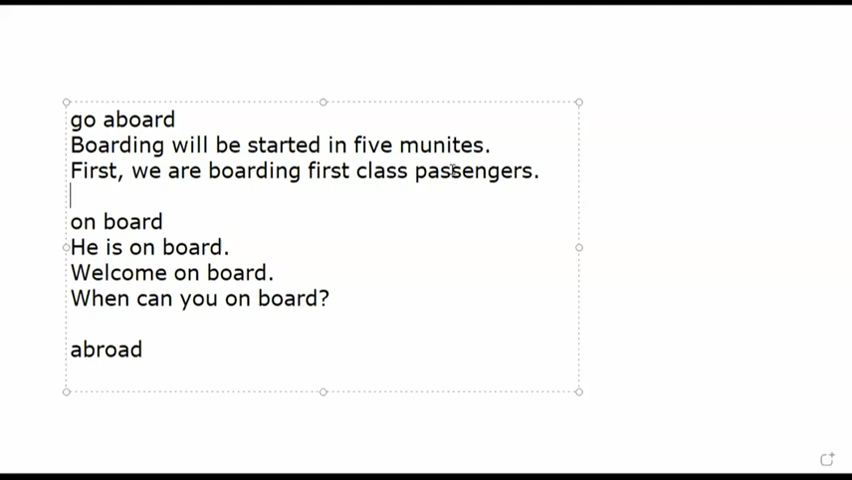 go aboard
Boarding will be started in five munites.
First, we are boarding first class passengers.
on board
He is on board.
Welcome on board.
When can you on board?
abroad